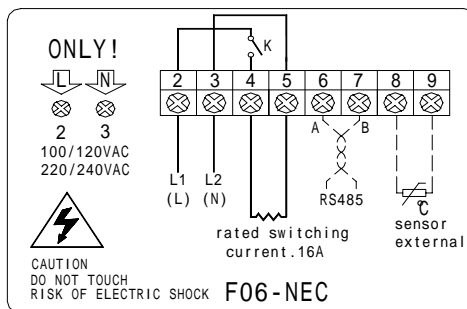 ONLY!
L N
2 3
100/120VAC
220/240VAC
CAUTION
DO NOT TOUCH
RISK OF ELECTRIC SHOCK
F06-NEC
K
2 3 4 5 6 7 8 9
A B
L1 L2
(L) (N)
RS485
℃
rated switching
current.16A
sensor
external